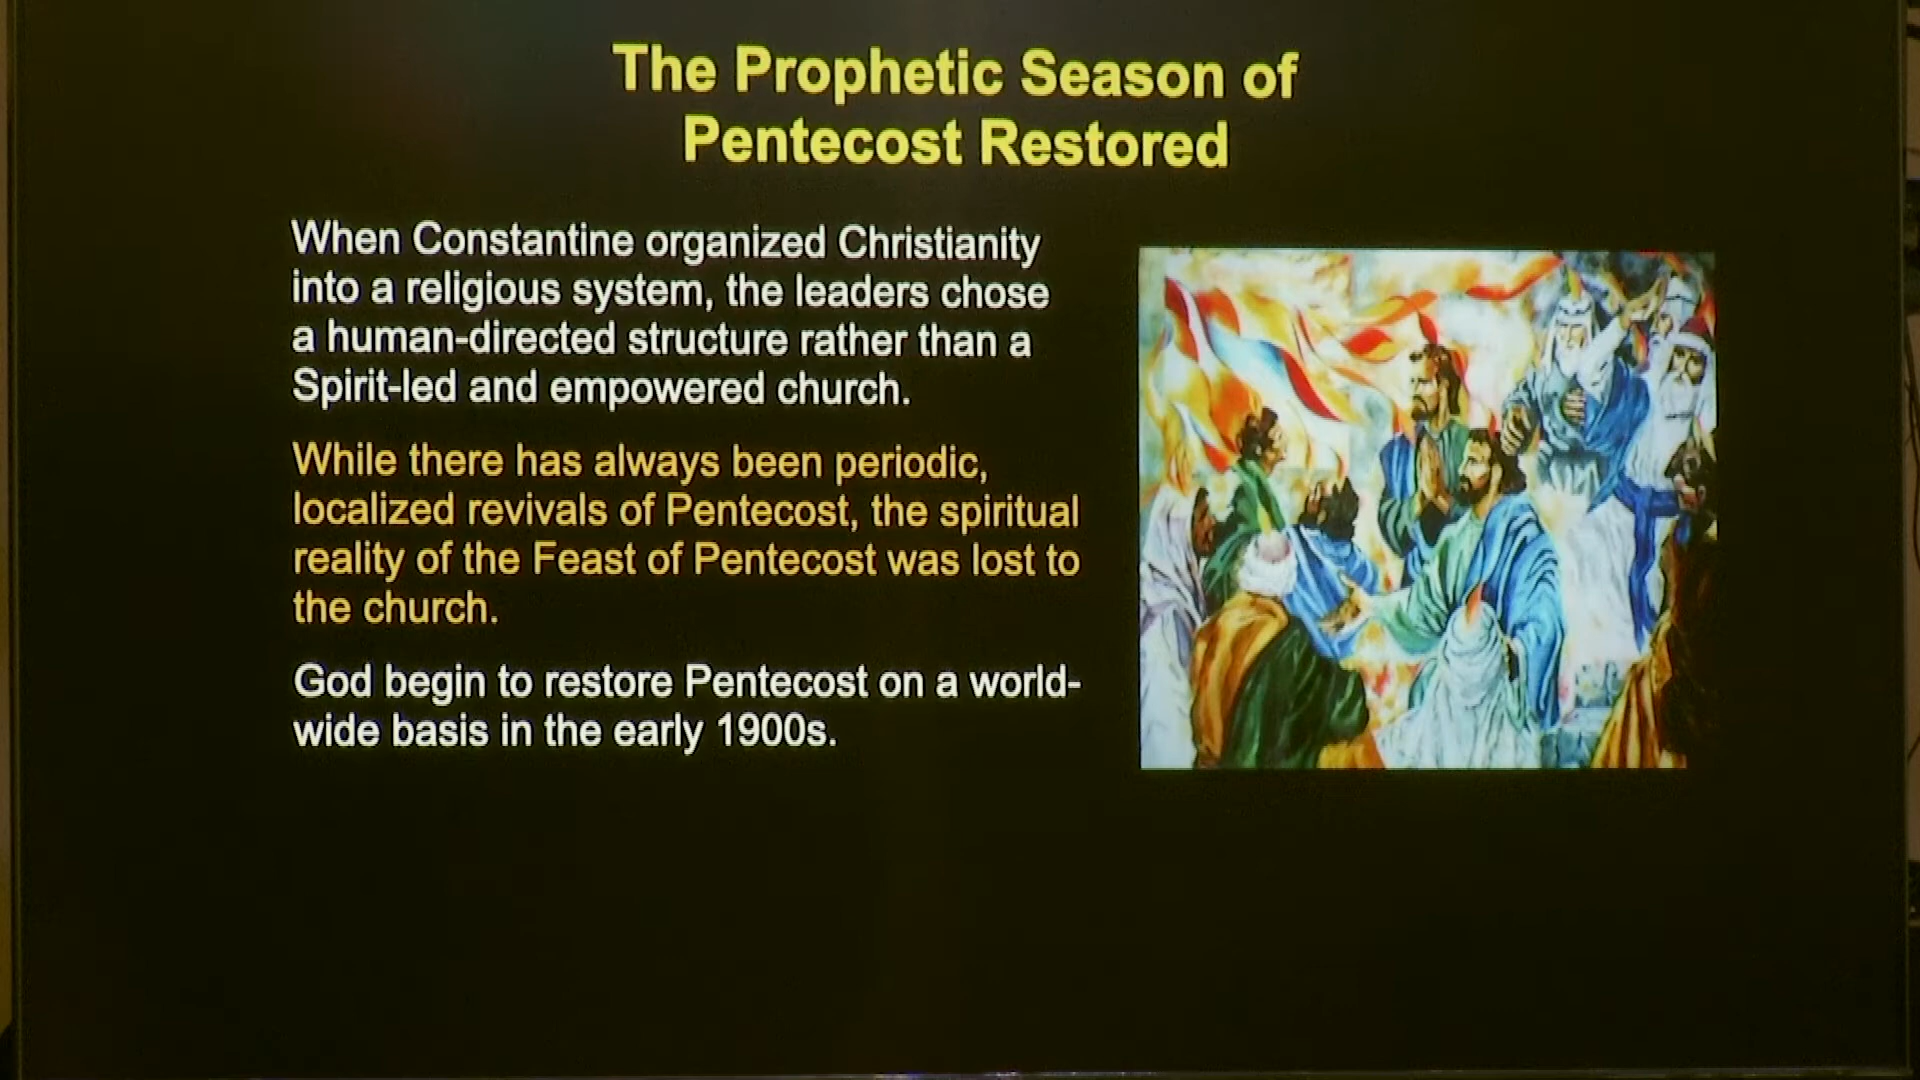 The Prophetic Season of
Pentecost Restored
When Constantine organized Christianity
into a religious system, the leaders chose
a human-directed structure rather than a
Spirit-led and empowered church.
While there has always been periodic,
localized revivals of Pentecost, the spiritual
reality of the Feast of Pentecost was lost to
the church.
God begin to restore Pentecost on a world-
wide basis in the early 1900s.